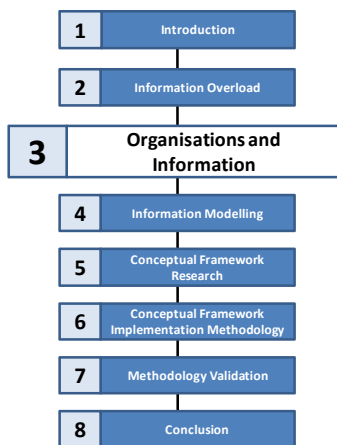 1
Introduction
2
Information Overload
3
Organisations and
Information
4
Information Modelling
5
Conceptual Framework
Research
6
Conceptual Framework
Implementation Methodology
7
Methodology Validation
8
Conclusion